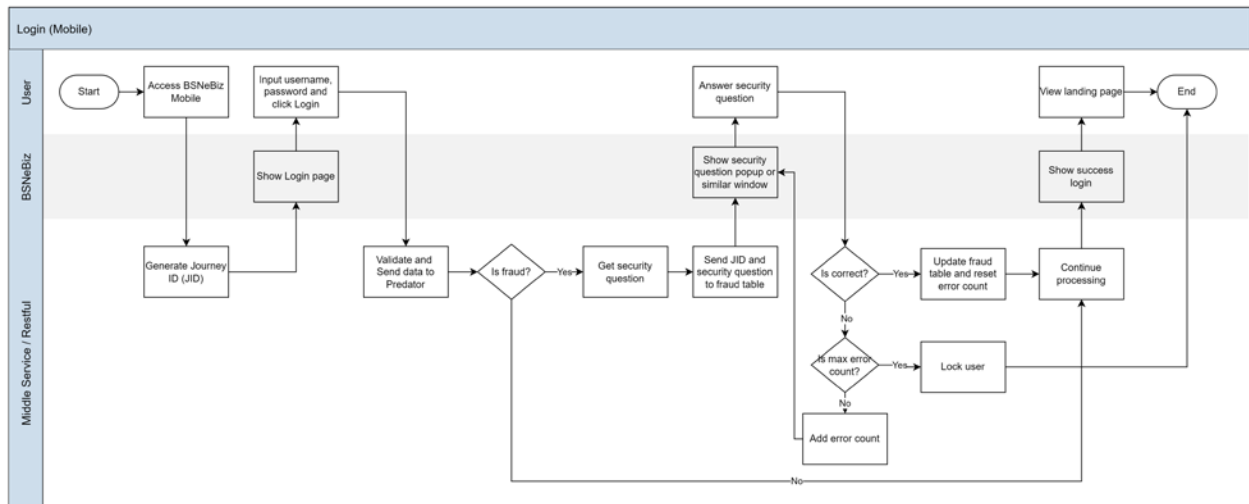 Login (Mobile)
User
Start
Access BSNeBiz
Mobile
Input username,
password and
click Login
Answer security
question
View landing page
End
BSNeBiz
Show Login page
Show security
question popup or
similar window
Show success
login
Middle Service / Restful
Generate Journey
ID (JID)
Validate and
Send data to
Predator
Is fraud?
Yes
Get security
question
Send JID and
security question
to fraud table
Is correct?
Yes
Update fraud
table and reset
error count
Continue
processing
No
Is max error
count?
Yes
Lock user
No
Add error count
No